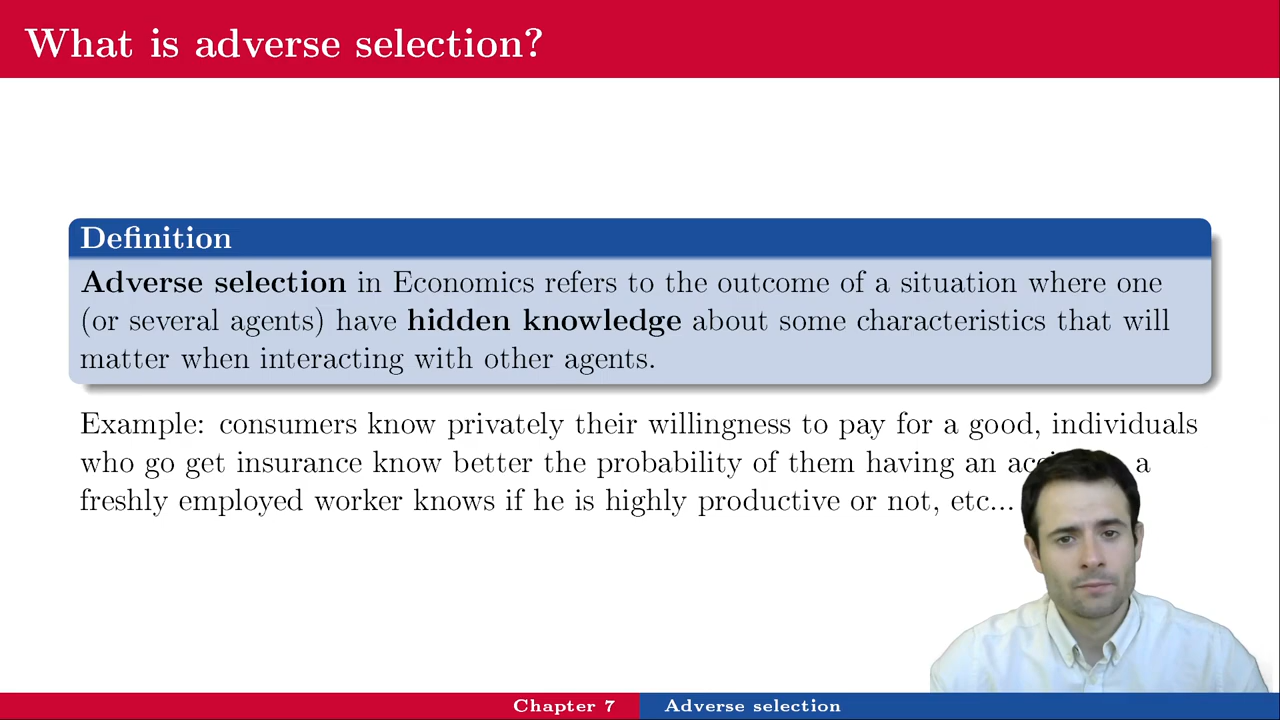 What is adverse selection?
Definition
Adverse selection in Economics refers to the outcome of a situation where one
(or several agents) have hidden knowledge about some characteristics that will
matter when interacting with other agents.
Example: consumers know privately their willingness to pay for a good, individuals
who go get insurance know better the probability of them having an a
freshly employed worker knows if he is highly productive or not, etc...
Chapter 7
Adverse selection